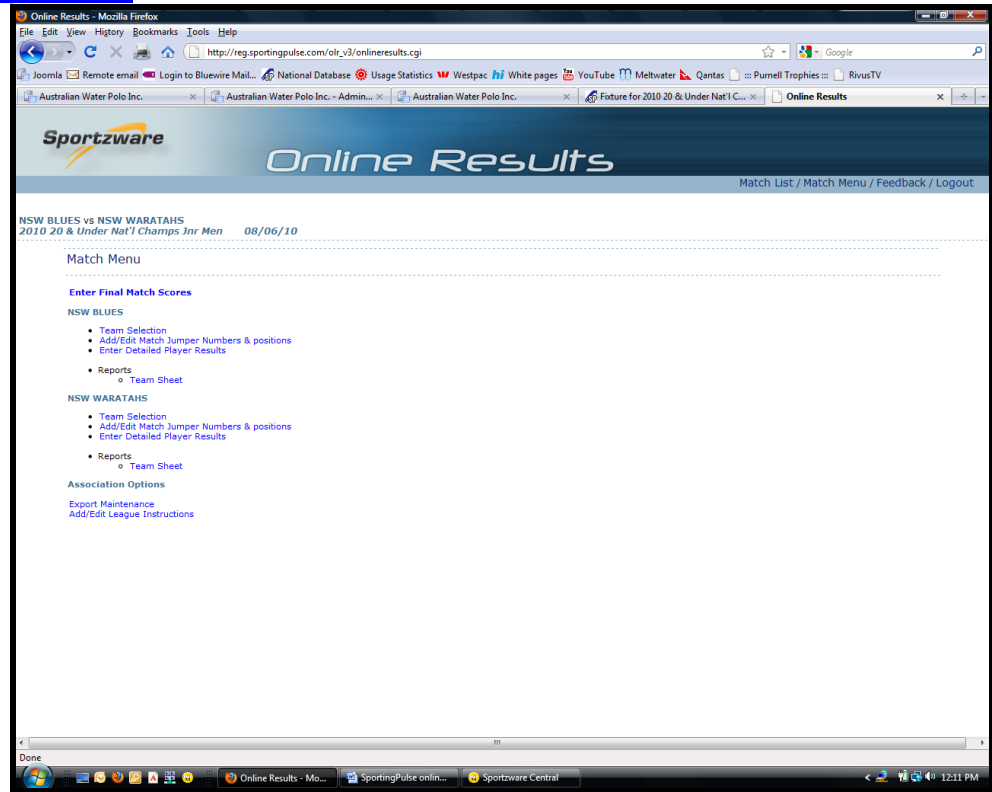 Online Results - Mozilla Firefox
File Edit View History Bookmarks Tools Help
http://reg.sportingpulse.com/olr_v3/onlineresults.cgi
Google
Joomla Remote email Login to Bluewire Mail... National Database Usage Statistics Westpac hi White pages YouTube Meltwater Qantas ::: Purnell Trophies ::: RivusTV
Australian Water Polo Inc. Australian Water Polo Inc. - Admin... Australian Water Polo Inc. Fixture for 2010 20 & Under Nat'l C... Online Results
Sportzware
Online Results
Match List / Match Menu / Feedback / Logout
NSW BLUES vs NSW WARATAHS
2010 20 & Under Nat'l Champs Jnr Men 08/06/10
Match Menu
Enter Final Match Scores
NSW BLUES
Team Selection
Add/Edit Match Jumper Numbers & positions
Enter Detailed Player Results
Reports
Team Sheet
NSW WARATAHS
Team Selection
Add/Edit Match Jumper Numbers & positions
Enter Detailed Player Results
Reports
Team Sheet
Association Options
Export Maintenance
Add/Edit League Instructions
Done
Online Results - Mo... SportingPulse onlin... Sportzware Central 12:11 PM